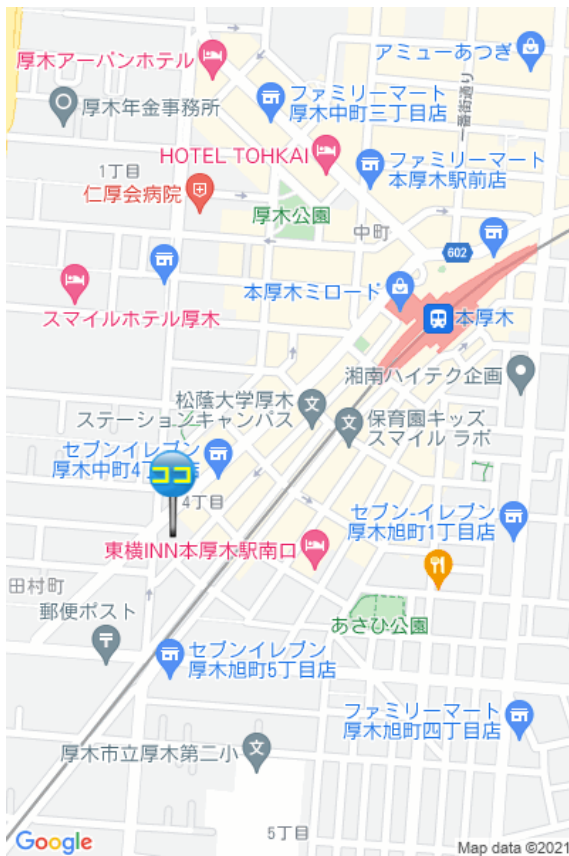 厚木アーバンホテル
アミューあつぎ
厚木年金事務所
ファミリーマート
厚木中町三丁目店
一番街通り
HOTEL TOHKAI
ファミリーマート
本厚木駅前店
1丁目
仁厚会病院
厚木公園
中町
602
スマイルホテル厚木
本厚木ミロード
本厚木
湘南ハイテク企画
松蔭大学厚木
ステーションキャンパス
文
文
保育園キッズ
スマイル ラボ
セブンイレブン
厚木中町4丁目店
ココ
4丁目
セブン-イレブン
厚木旭町1丁目店
東横INN本厚木駅南口
田村町
郵便ポスト
あさひ公園
セブンイレブン
厚木旭町5丁目店
ファミリーマート
厚木旭町四丁目店
厚木市立厚木第二小
文
5丁目
Google
Map data ©2021